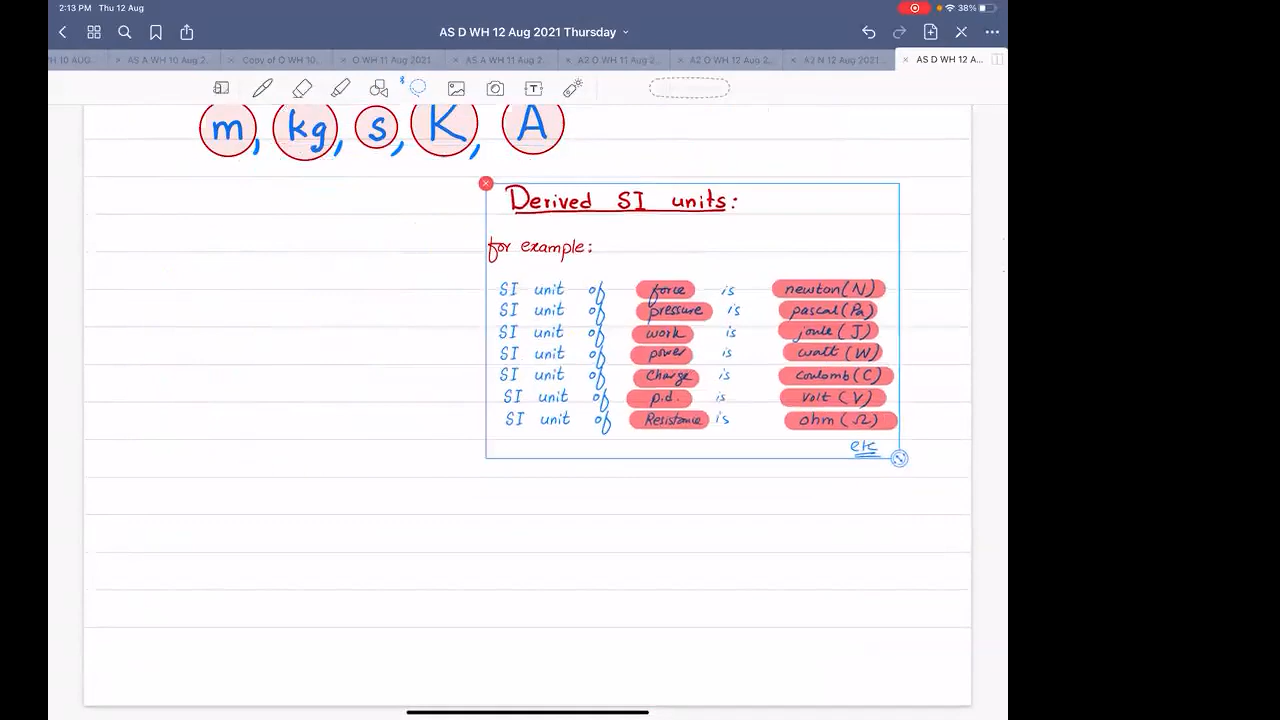 2:13 PM Thu 12 Aug
38%
AS D WH 12 Aug 2021 Thursday
WH 10 AUG
AS A WH 10 Aug 2...
Copy of O WH 10...
O WH 11 Aug 2021
AS A WH 11 Aug 2...
A2 O WH 11 Aug 2...
A2 O WH 12 Aug 2...
A2 N 12 Aug 2021...
AS D WH 12 A...
m, kg, s, K, A
Derived SI units:
for example:
SI unit of force is newton (N)
SI unit of pressure is pascal (Pa)
SI unit of work is joule (J)
SI unit of power is watt (W)
SI unit of Charge is Coulomb (C)
SI unit of p.d. is Volt (V)
SI unit of Resistance is ohm (Ω)
etc